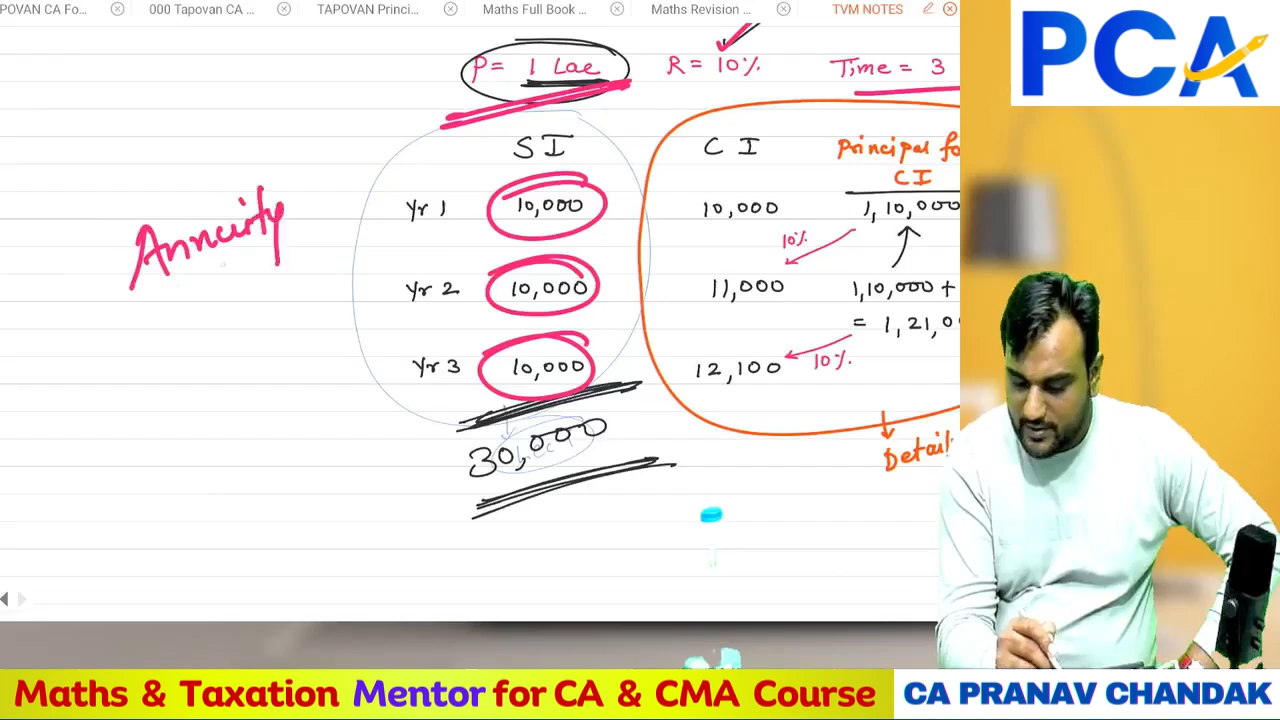 POVAN CA Fo... 000 Tapovan CA ... TAPOVAN Princi... Maths Full Book ... Maths Revision ... TVM NOTES
PCA
P = 1 Lac R = 10% Time = 3
SI CI Principal fo
CI
Yr 1 10,000 10,000 1,10,000
Annuity
10%
Yr 2 10,000 11,000 1,10,000 +
= 1,21,0
Yr 3 10,000 12,100 10%
30,000
Detail
Maths & Taxation Mentor for CA & CMA Course
CA PRANAV CHANDAK